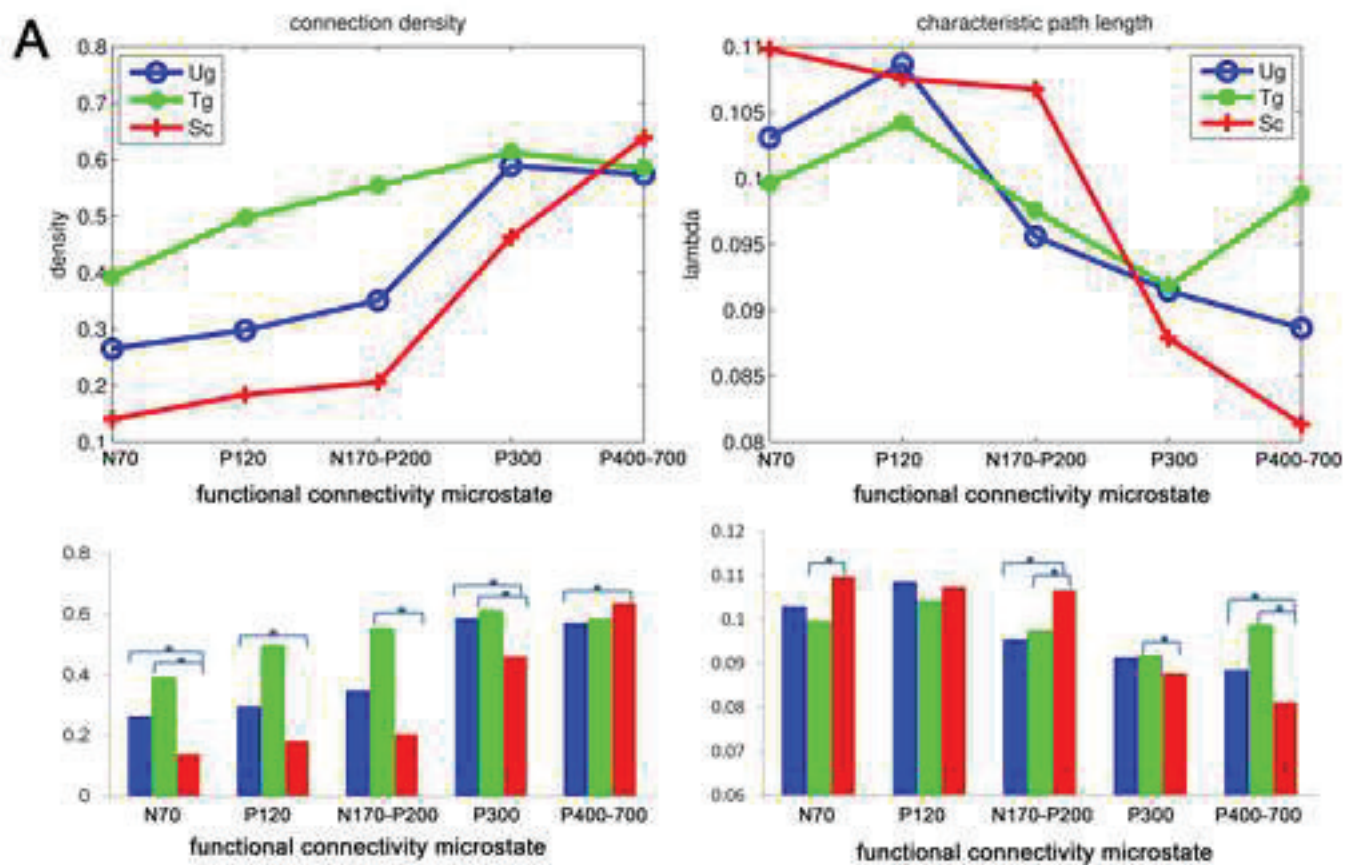 A
connection density
0.8
0.7
0.6
0.5
0.4
0.3
0.2
0.1
density
Ug
Tg
Sc
N70 P120 N170-P200 P300 P400-700
functional connectivity microstate
characteristic path length
0.11
0.105
0.1
0.095
0.09
0.085
0.08
lambda
Ug
Tg
Sc
N70 P120 N170-P200 P300 P400-700
functional connectivity microstate
0.8
0.6
0.4
0.2
0
* * * * * * *
N70 P120 N170-P200 P300 P400-700
functional connectivity microstate
0.12
0.11
0.1
0.09
0.08
0.07
0.06
* * * * * *
N70 P120 N170-P200 P300 P400-700
functional connectivity microstate